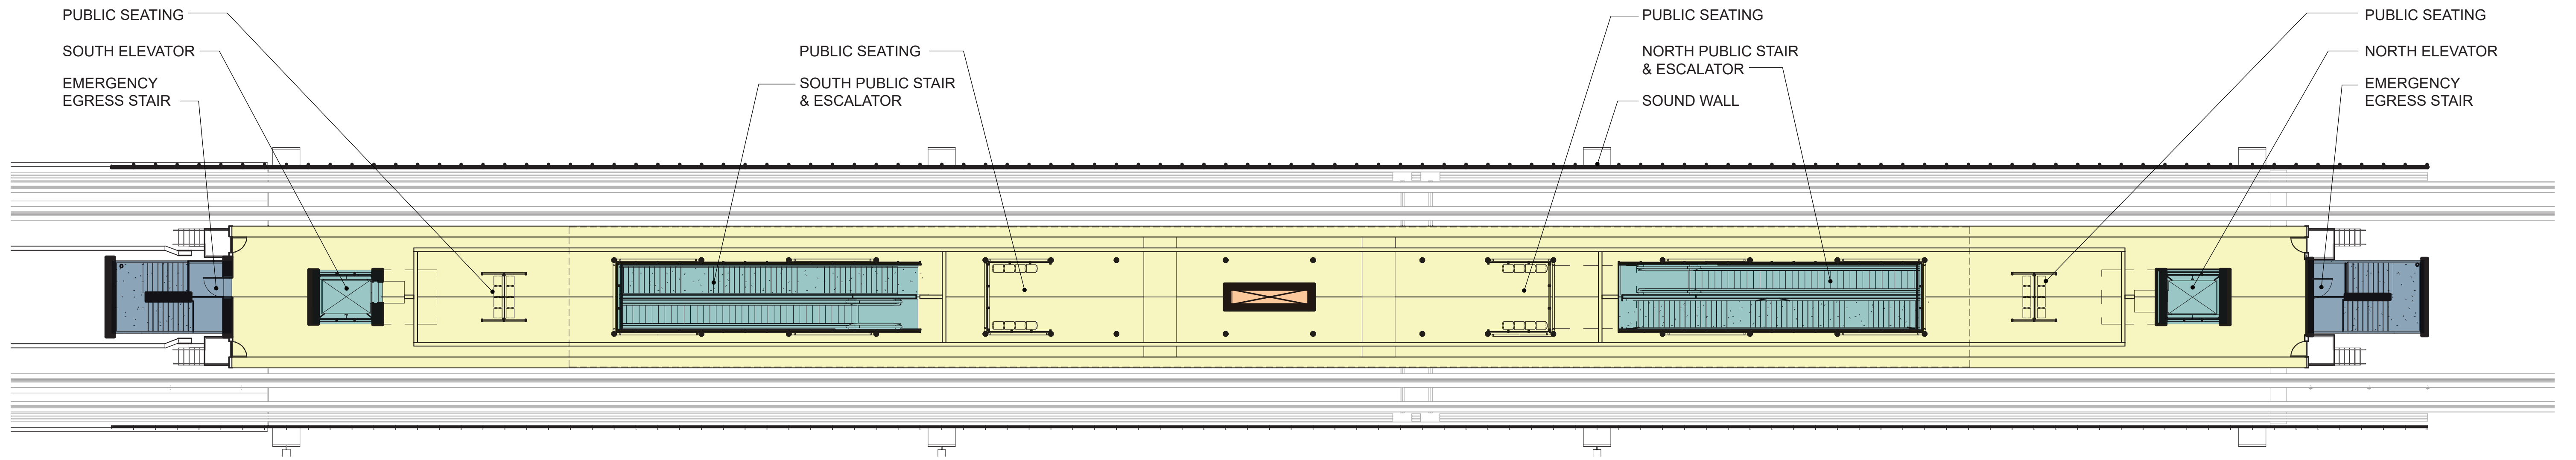 PUBLIC SEATING
SOUTH ELEVATOR
EMERGENCY
EGRESS STAIR
PUBLIC SEATING
SOUTH PUBLIC STAIR
& ESCALATOR
PUBLIC SEATING
NORTH PUBLIC STAIR
& ESCALATOR
SOUND WALL
PUBLIC SEATING
NORTH ELEVATOR
EMERGENCY
EGRESS STAIR